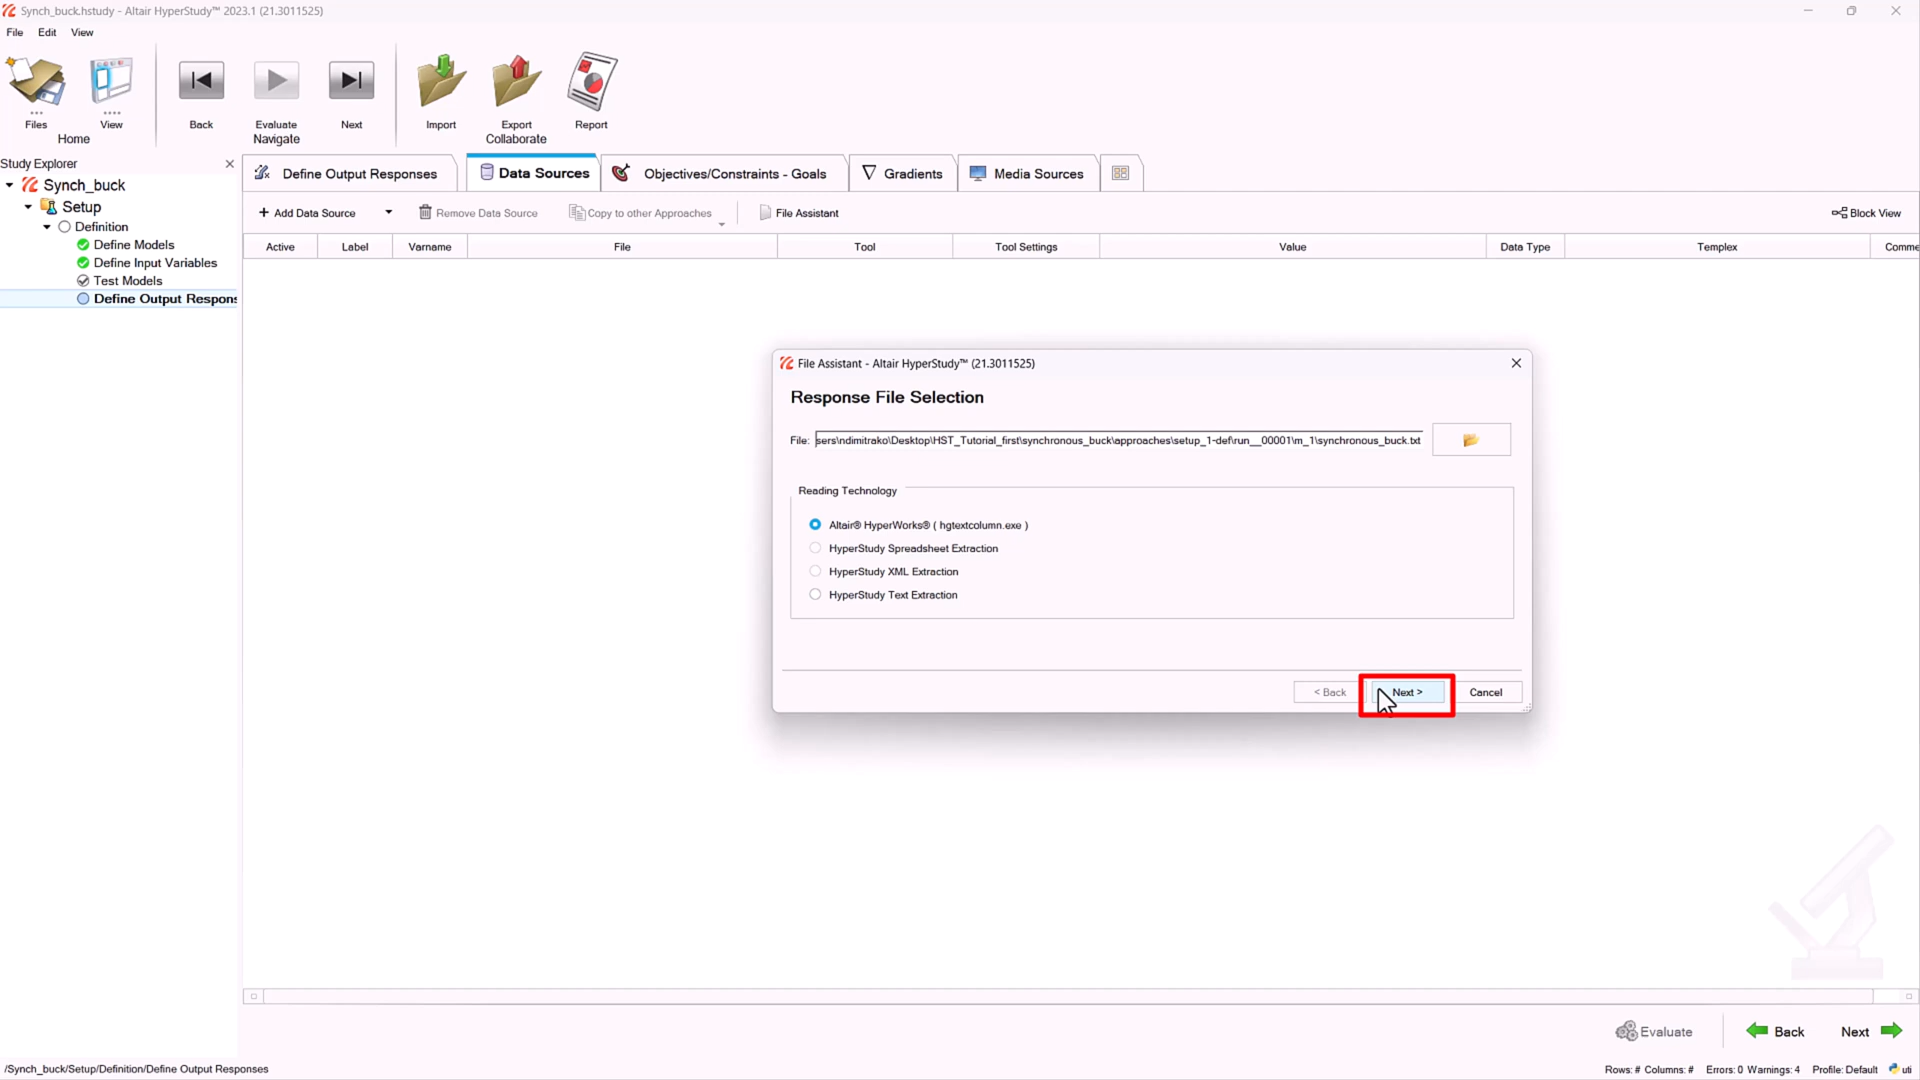 Synch_buck.hstudy - Altair HyperStudy™ 2023.1 (21.3011525)
File Edit View
Files View Back Evaluate Next Import Export Report
Home Navigate Collaborate
Study Explorer
Synch_buck
Setup
Definition
Define Models
Define Input Variables
Test Models
Define Output Respons
Define Output Responses Data Sources Objectives/Constraints - Goals Gradients Media Sources
Add Data Source Remove Data Source Copy to other Approaches File Assistant Block View
Active Label Varname File Tool Tool Settings Value Data Type Templex Comme
File Assistant - Altair HyperStudy™ (21.3011525)
Response File Selection
File: sers\ndimitrako\Desktop\HST_Tutorial_first\synchronous_buck\approaches\setup_1-def\run__00001\m_1\synchronous_buck.txt
Reading Technology
Altair® HyperWorks® ( hgtextcolumn.exe )
HyperStudy Spreadsheet Extraction
HyperStudy XML Extraction
HyperStudy Text Extraction
< Back Next > Cancel
Evaluate Back Next
/Synch_buck/Setup/Definition/Define Output Responses
Rows: # Columns: # Errors: 0 Warnings: 4 Profile: Default uti